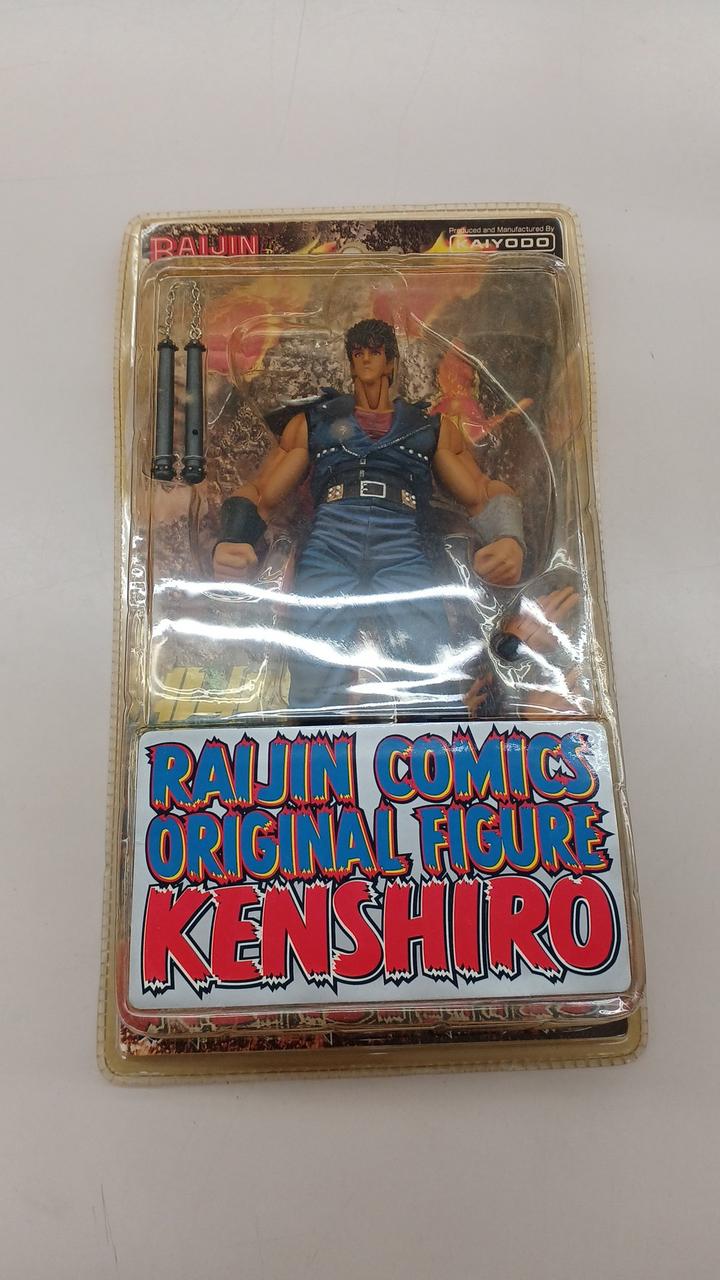 RAIJIN
Produced and Manufactured By
KAIYODO
RAIJIN COMICS
ORIGINAL FIGURE
KENSHIRO